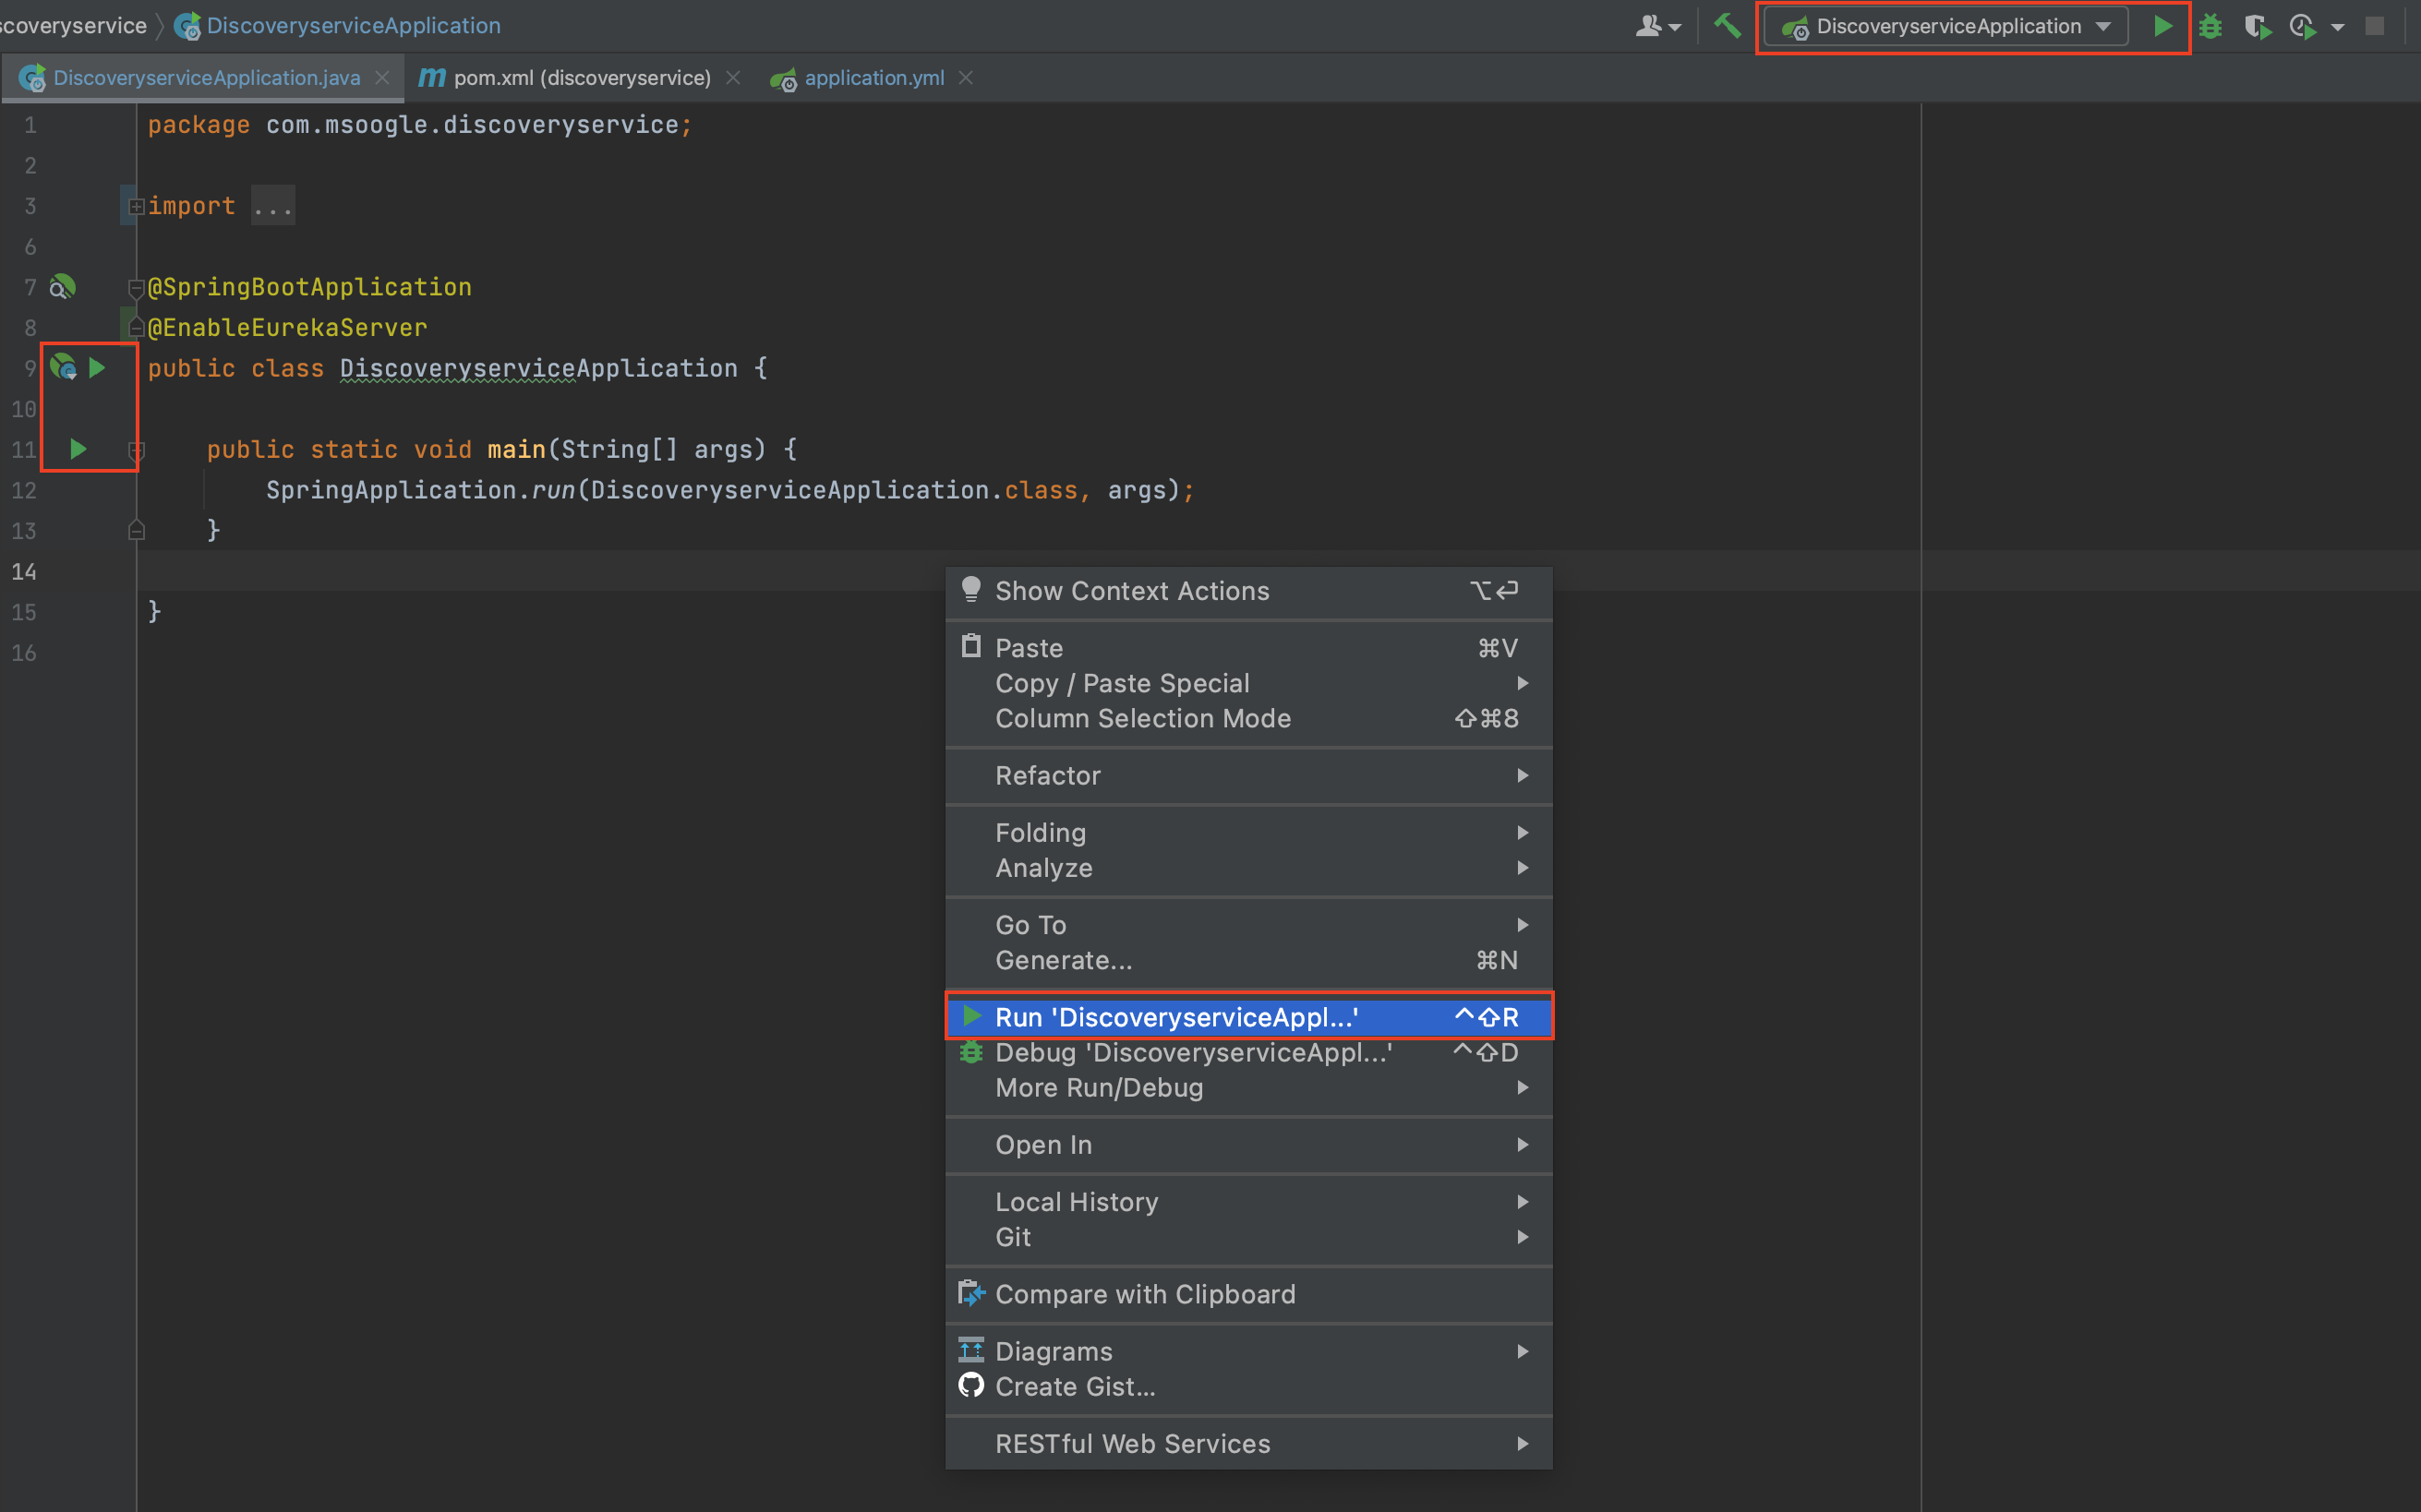 scoveryservice DiscoveryserviceApplication DiscoveryserviceApplication
DiscoveryserviceApplication.java pom.xml (discoveryservice) application.yml
1 package com.msoogle.discoveryservice;
2
3 import ...
6
7 @SpringBootApplication
8 @EnableEurekaServer
9 public class DiscoveryserviceApplication {
10
11 public static void main(String[] args) {
12 SpringApplication.run(DiscoveryserviceApplication.class, args);
13 }
14
15 }
16
Show Context Actions ⌥⏎
Paste ⌘V
Copy / Paste Special
Column Selection Mode ⇧⌘8
Refactor
Folding
Analyze
Go To
Generate... ⌘N
Run 'DiscoveryserviceAppl...' ^⇧R
Debug 'DiscoveryserviceAppl...' ^⇧D
More Run/Debug
Open In
Local History
Git
Compare with Clipboard
Diagrams
Create Gist...
RESTful Web Services